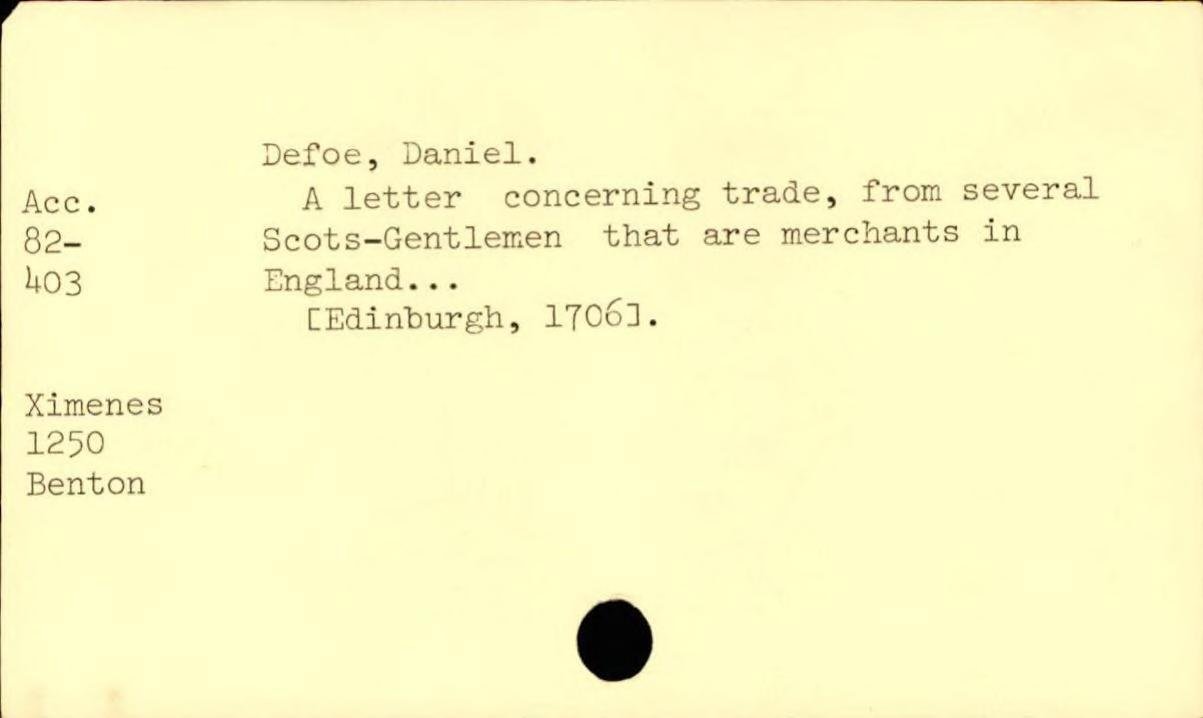 Defoe, Daniel.
Acc. A letter concerning trade, from several
82- Scots-Gentlemen that are merchants in
403 England...
[Edinburgh, 1706].
Ximenes
1250
Benton